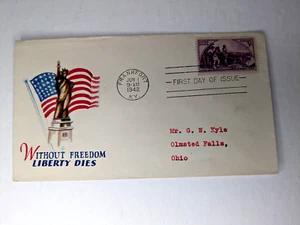 FRANKFORT
JUN 1
9-AM
1942
KY.
FIRST DAY OF ISSUE
Mr. G. N. Kyle
Olmsted Falls,
Ohio
WITHOUT FREEDOM
LIBERTY DIES